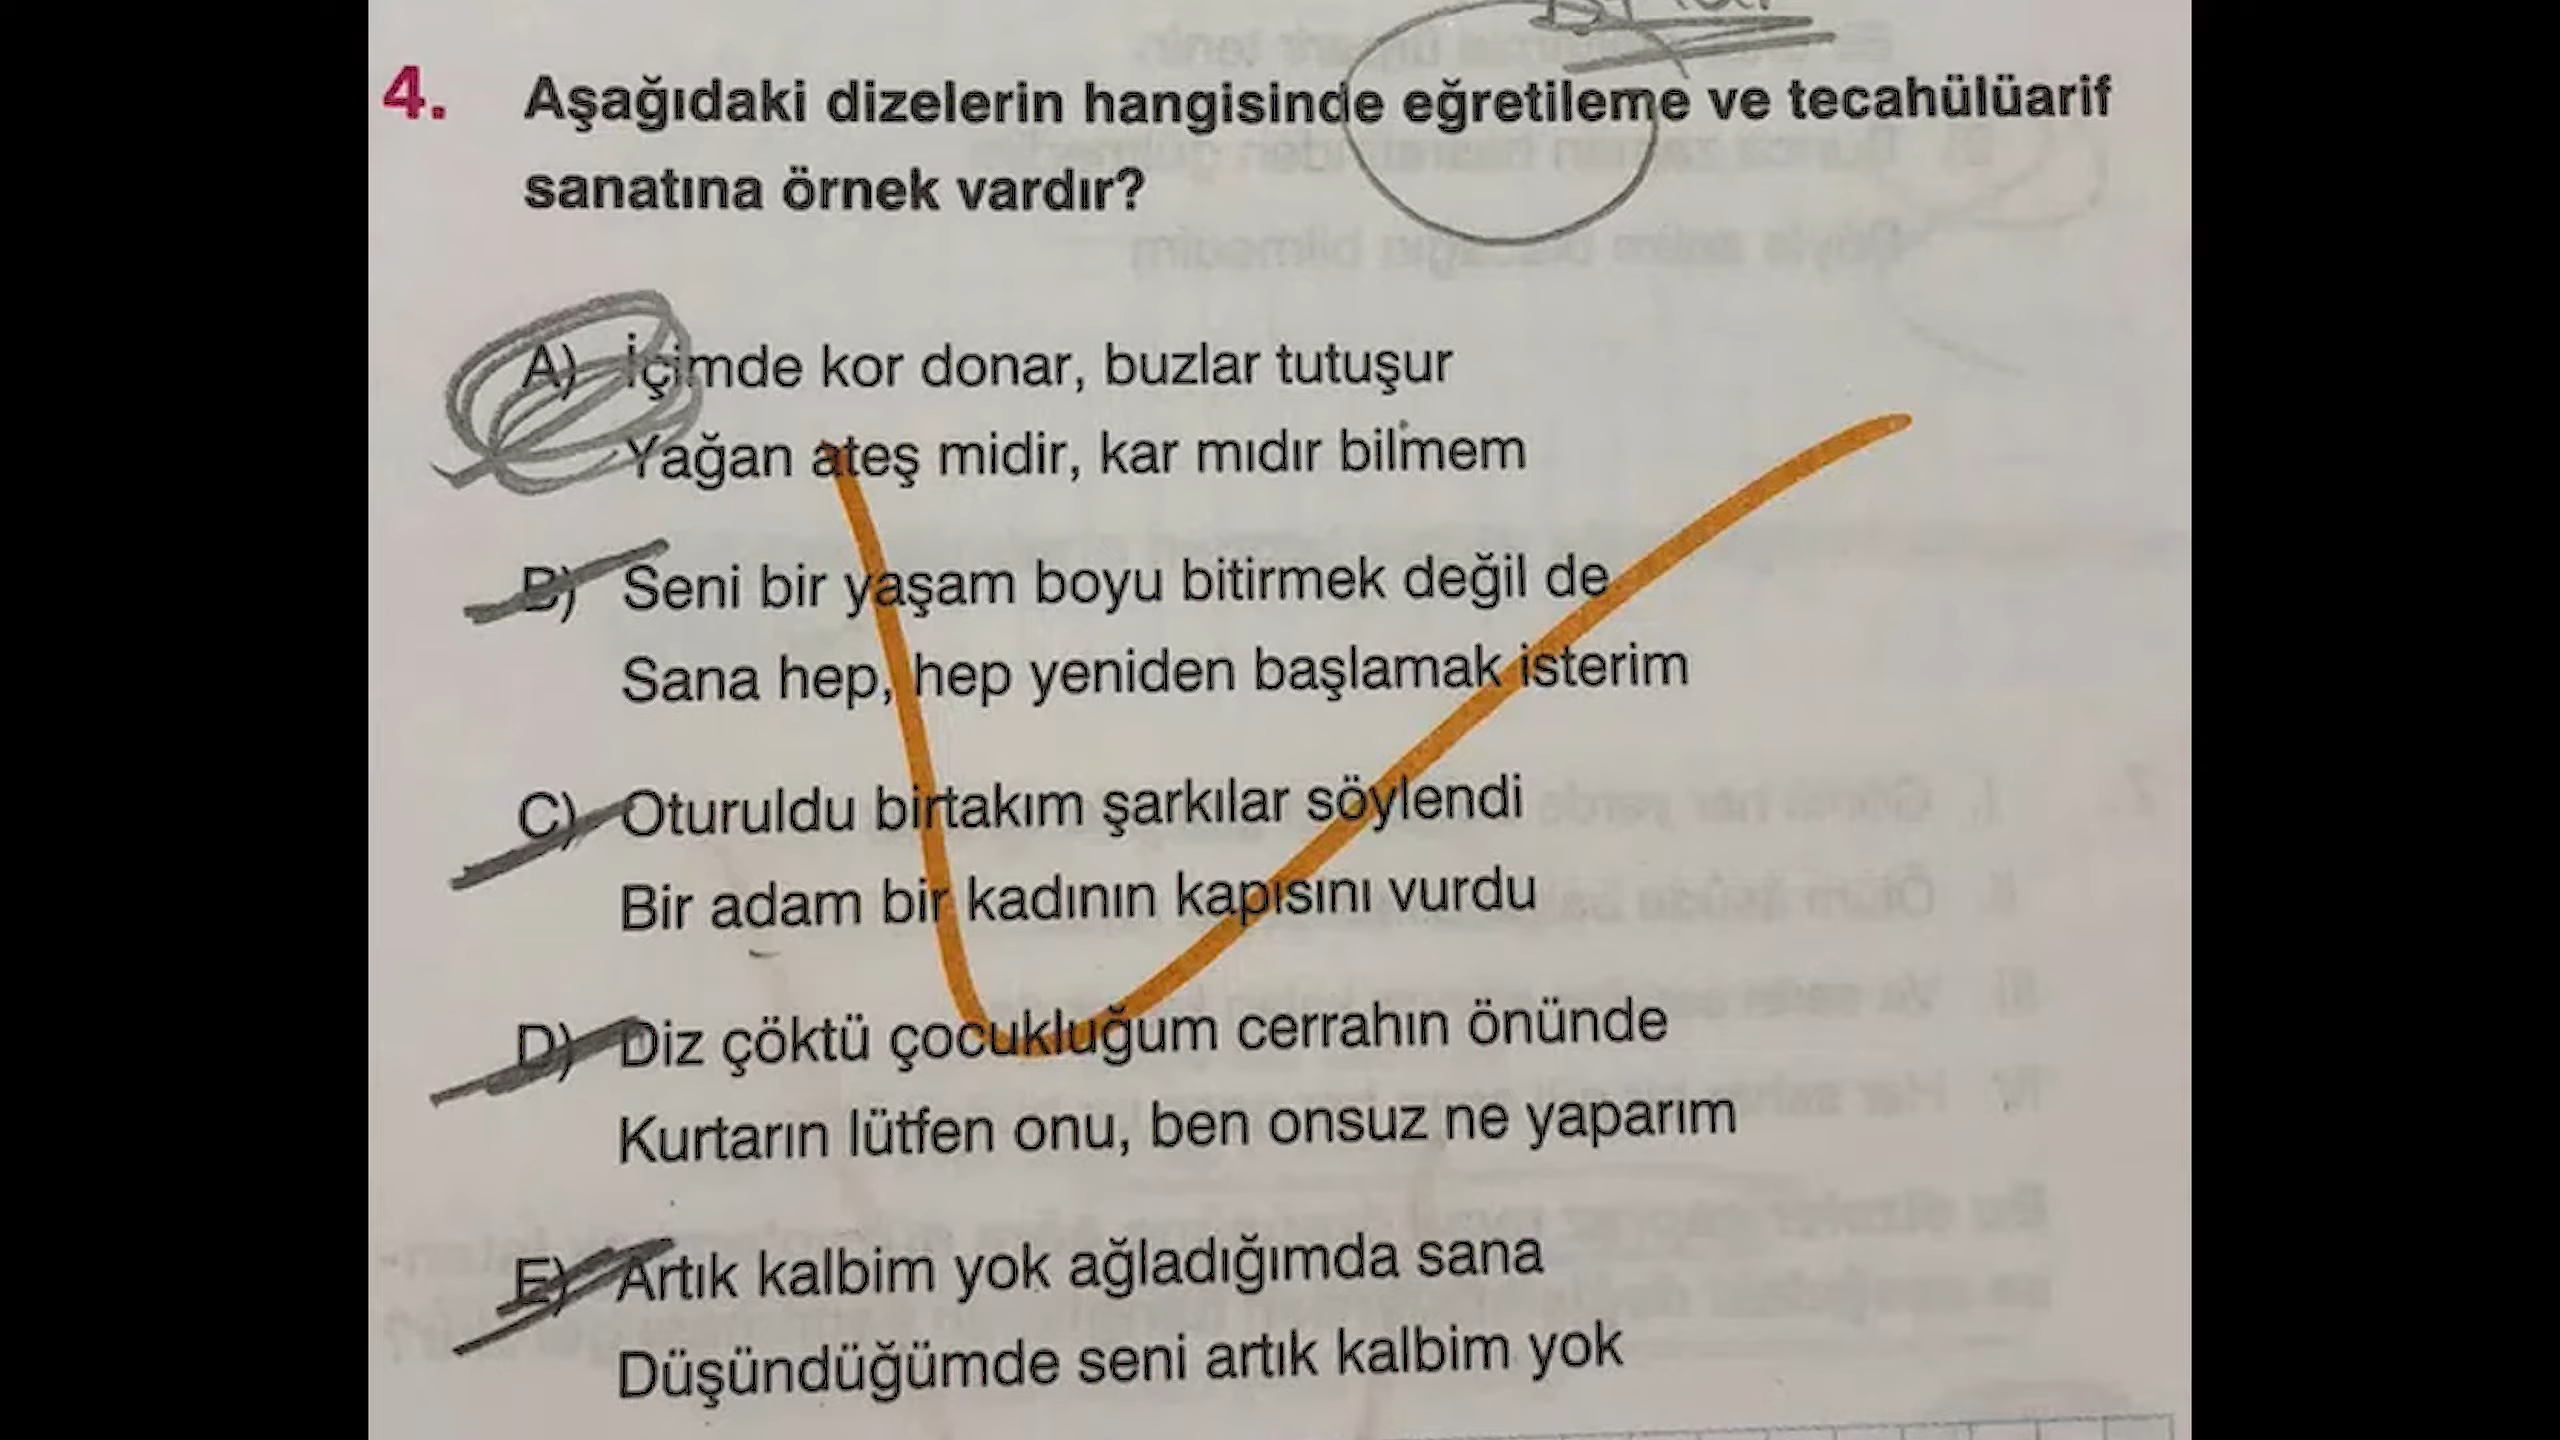 4. Aşağıdaki dizelerin hangisinde eğretileme ve tecahülüarif
sanatına örnek vardır?
A) İçimde kor donar, buzlar tutuşur
Yağan ateş midir, kar mıdır bilmem
B) Seni bir yaşam boyu bitirmek değil de
Sana hep, hep yeniden başlamak isterim
C) Oturuldu birtakım şarkılar söylendi
Bir adam bir kadının kapısını vurdu
D) Diz çöktü çocukluğum cerrahın önünde
Kurtarın lütfen onu, ben onsuz ne yaparım
E) Artık kalbim yok ağladığımda sana
Düşündüğümde seni artık kalbim yok